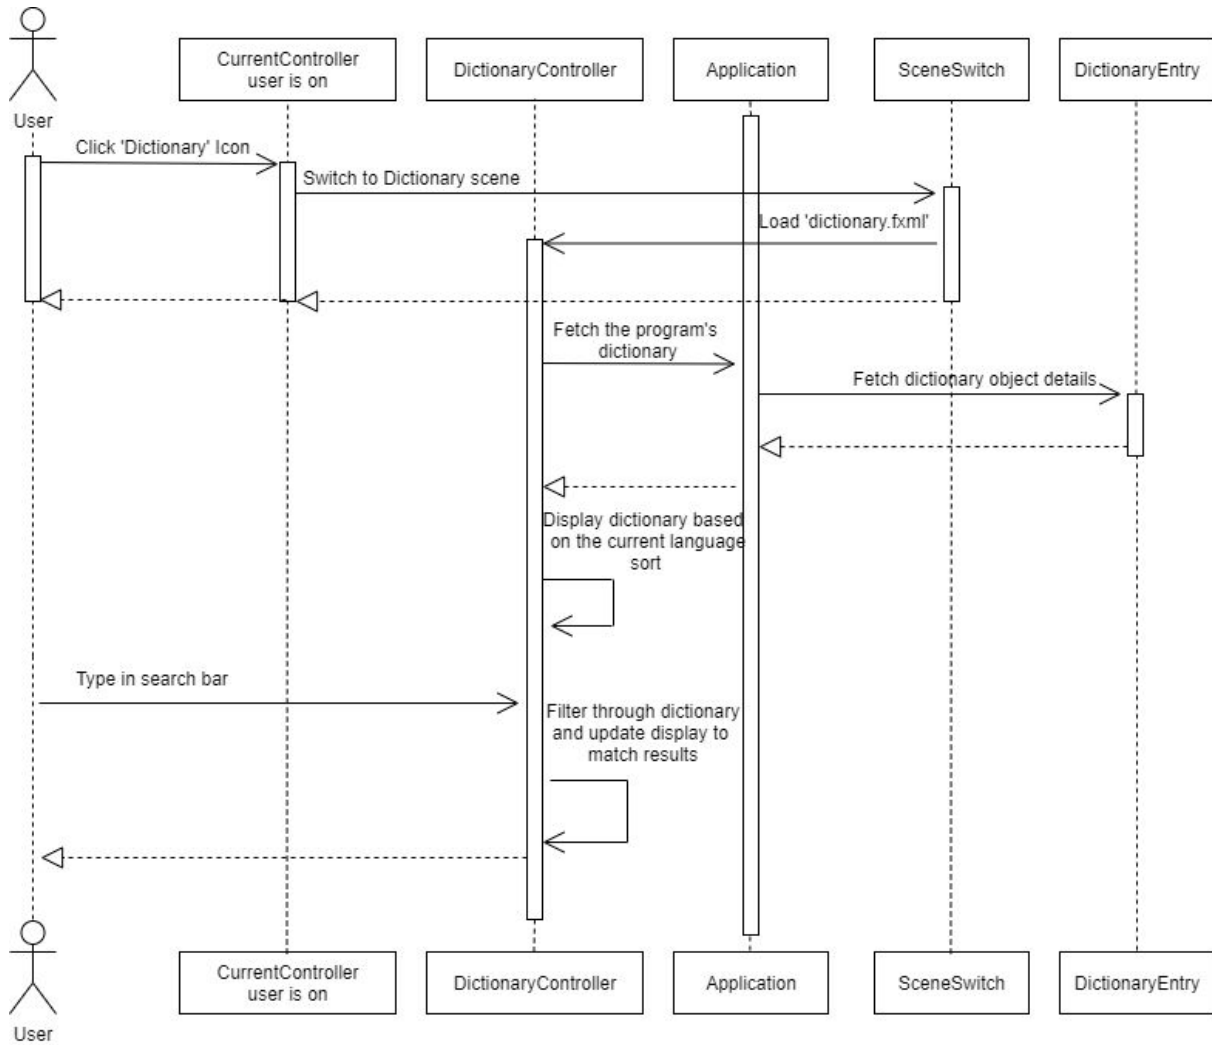 CurrentController
user is on
DictionaryController
Application
SceneSwitch
DictionaryEntry
User
Click 'Dictionary' Icon
Switch to Dictionary scene
Load 'dictionary.fxml'
Fetch the program's
dictionary
Fetch dictionary object details
Display dictionary based
on the current language
sort
Type in search bar
Filter through dictionary
and update display to
match results
CurrentController
user is on
DictionaryController
Application
SceneSwitch
DictionaryEntry
User